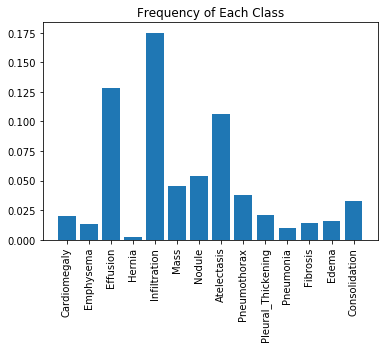 Frequency of Each Class
0.175
0.150
0.125
0.100
0.075
0.050
0.025
0.000
Cardiomegaly
Emphysema
Effusion
Hernia
Infiltration
Mass
Nodule
Atelectasis
Pneumothorax
Pleural_Thickening
Pneumonia
Fibrosis
Edema
Consolidation